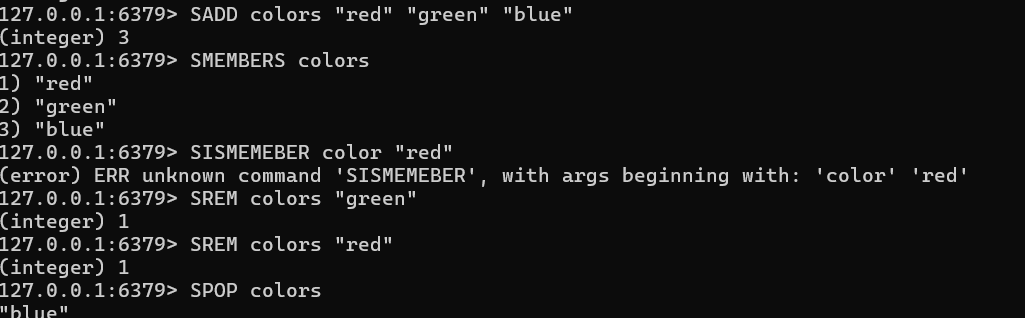 127.0.0.1:6379> SADD colors "red" "green" "blue"
(integer) 3
127.0.0.1:6379> SMEMBERS colors
1) "red"
2) "green"
3) "blue"
127.0.0.1:6379> SISMEMEBER color "red"
(error) ERR unknown command 'SISMEMEBER', with args beginning with: 'color' 'red'
127.0.0.1:6379> SREM colors "green"
(integer) 1
127.0.0.1:6379> SREM colors "red"
(integer) 1
127.0.0.1:6379> SPOP colors
"blue"